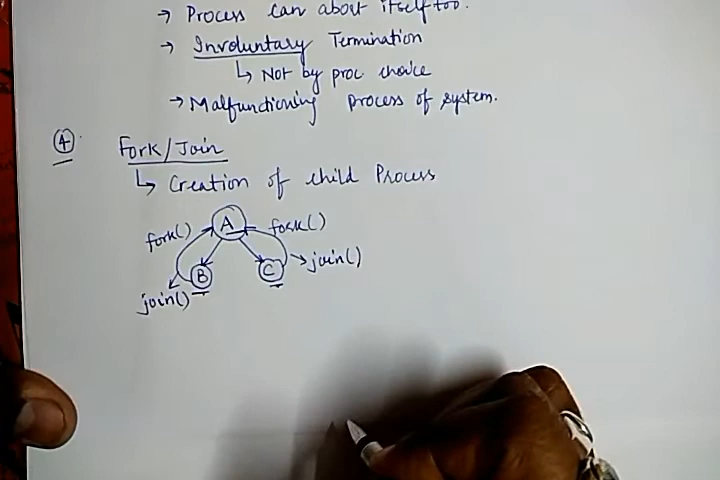 → Process can about itself too.
→ Involuntary Termination
↳ Not by proc choice
→ Malfunctioning process of system.
④
Fork/Join
↳ Creation of child Process
fork() A fork()
B C → join()
join()